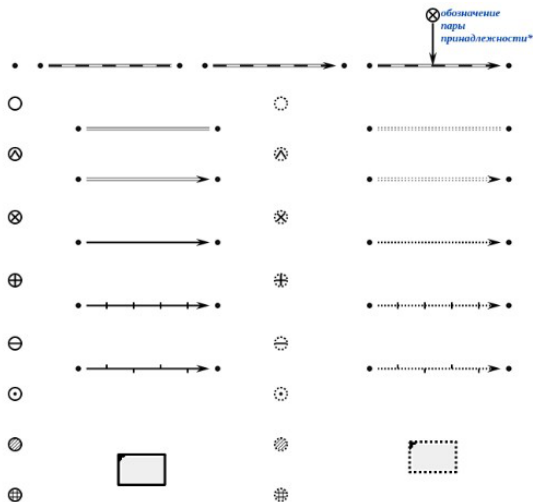 обозначение
пары
принадлежности*